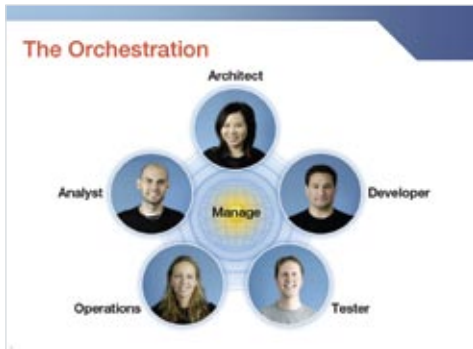 The Orchestration
Architect
Analyst
Developer
Manage
Operations
Tester